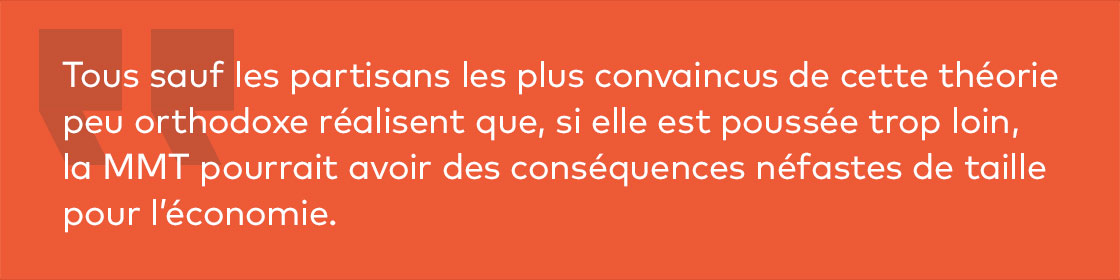 Tous sauf les partisans les plus convaincus de cette théorie
peu orthodoxe réalisent que, si elle est poussée trop loin,
la MMT pourrait avoir des conséquences néfastes de taille
pour l’économie.